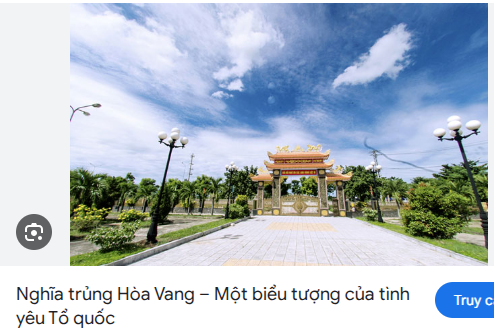 Nghĩa trủng Hòa Vang – Một biểu tượng của tình
yêu Tổ quốc
Truy c